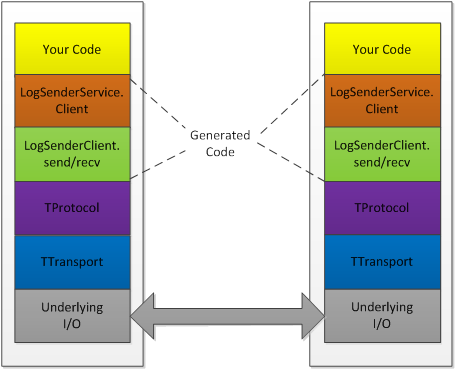 Your Code
LogSenderService.
Client
LogSenderClient.
send/recv
TProtocol
TTransport
Underlying
I/O
Generated
Code
Your Code
LogSenderService.
Client
LogSenderClient.
send/recv
TProtocol
TTransport
Underlying
I/O